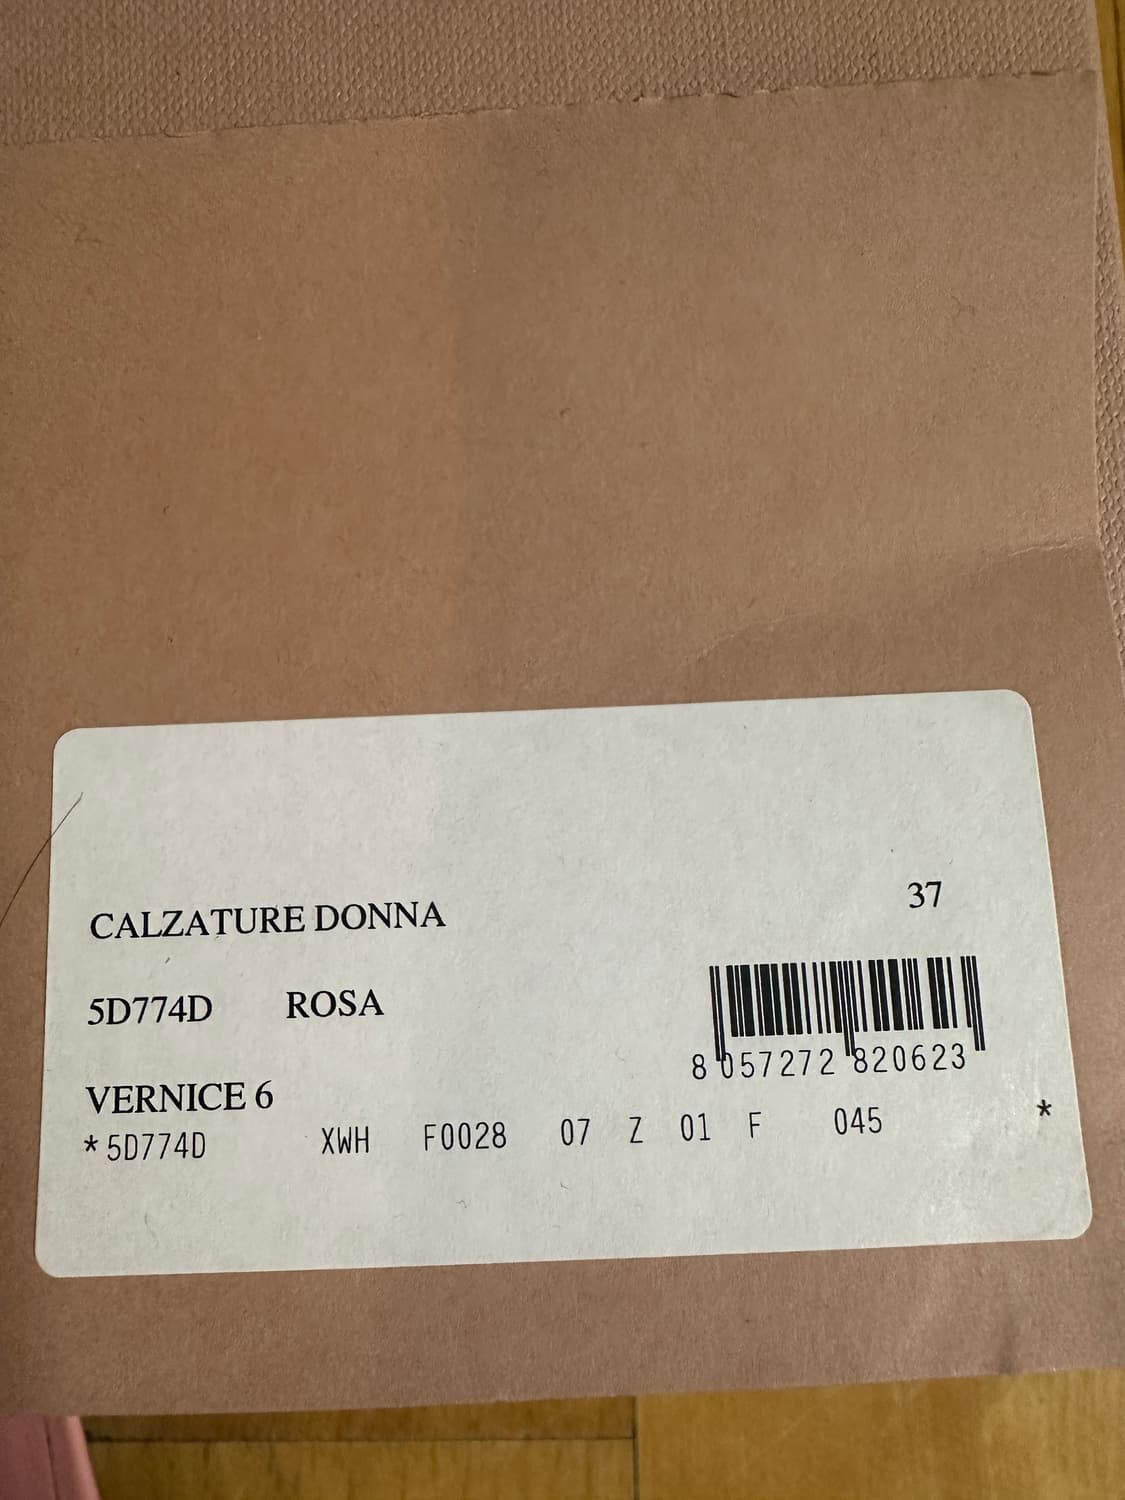 CALZATURE DONNA 37
5D774D ROSA
8 057272 820623
VERNICE 6
*5D774D XWH F0028 07 Z 01 F 045 *